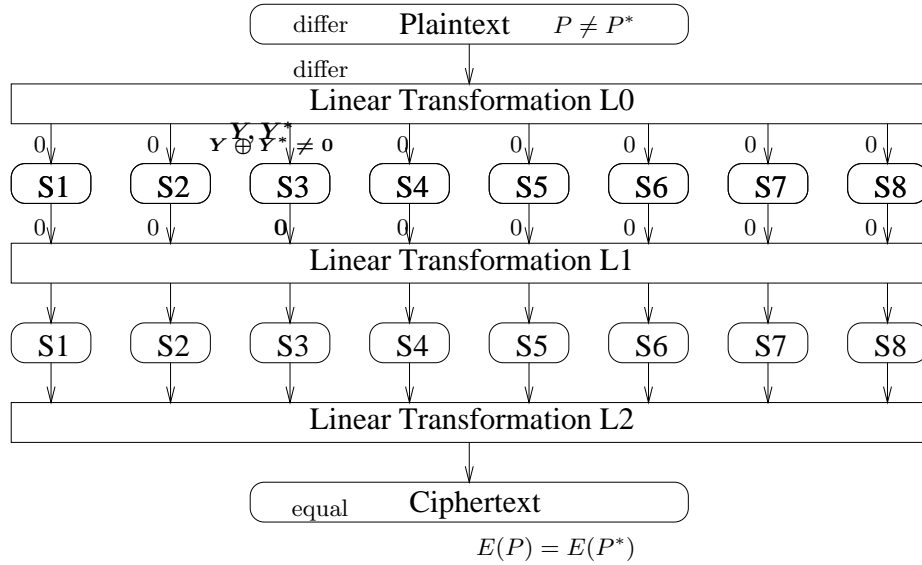 differ Plaintext P ≠ P*
differ
Linear Transformation L0
Y, Y*
0 0 Y ⊕ Y* ≠ 0 0 0 0 0 0
S1 S2 S3 S4 S5 S6 S7 S8
0 0 0 0 0 0 0 0
Linear Transformation L1
S1 S2 S3 S4 S5 S6 S7 S8
Linear Transformation L2
equal Ciphertext
E(P) = E(P*)